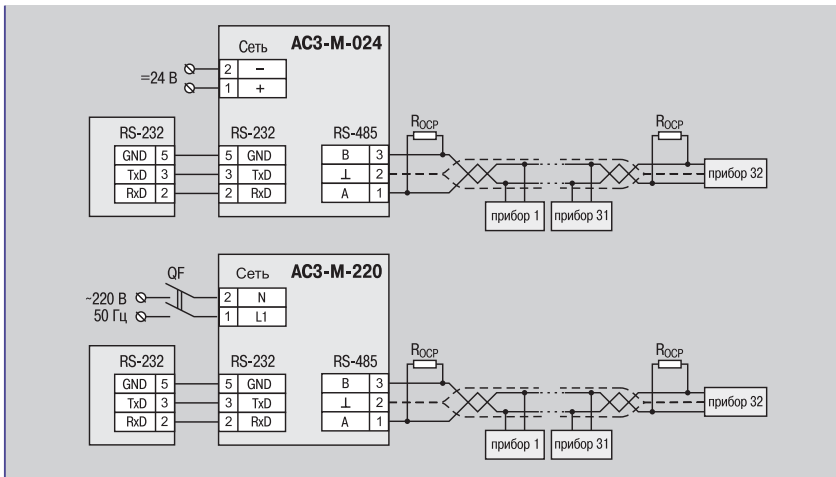 Сеть АС3-М-024
=24 В
2 –
1 +
RS-232 RS-232 RS-485
GND 5 5 GND B 3
TxD 3 3 TxD ⊥ 2
RxD 2 2 RxD A 1
RОСР RОСР
прибор 1 прибор 31 прибор 32
QF Сеть АС3-М-220
~220 В 2 N
50 Гц 1 L1
RS-232 RS-232 RS-485
GND 5 5 GND B 3
TxD 3 3 TxD ⊥ 2
RxD 2 2 RxD A 1
RОСР RОСР
прибор 1 прибор 31 прибор 32